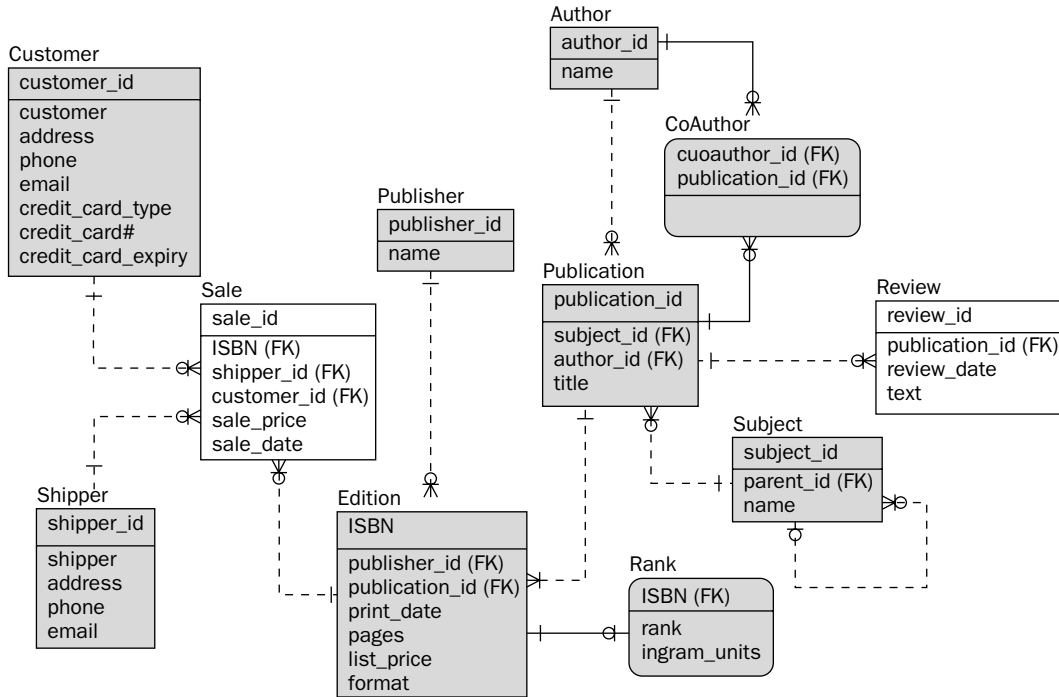 Customer
customer_id
customer
address
phone
email
credit_card_type
credit_card#
credit_card_expiry
Author
author_id
name
CoAuthor
cuoauthor_id (FK)
publication_id (FK)
Publisher
publisher_id
name
Publication
publication_id
subject_id (FK)
author_id (FK)
title
Review
review_id
publication_id (FK)
review_date
text
Sale
sale_id
ISBN (FK)
shipper_id (FK)
customer_id (FK)
sale_price
sale_date
Subject
subject_id
parent_id (FK)
name
Shipper
shipper_id
shipper
address
phone
email
Edition
ISBN
publisher_id (FK)
publication_id (FK)
print_date
pages
list_price
format
Rank
ISBN (FK)
rank
ingram_units